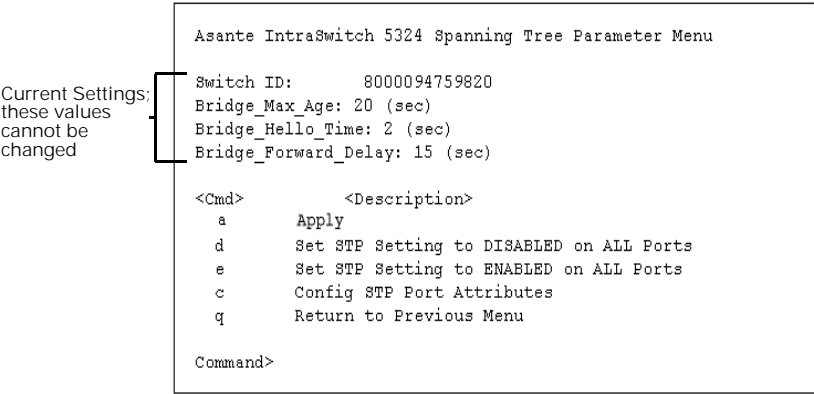 Asante IntraSwitch 5324 Spanning Tree Parameter Menu
Current Settings;
these values
cannot be
changed
Switch ID: 8000094759820
Bridge_Max_Age: 20 (sec)
Bridge_Hello_Time: 2 (sec)
Bridge_Forward_Delay: 15 (sec)
<Cmd> <Description>
a Apply
d Set STP Setting to DISABLED on ALL Ports
e Set STP Setting to ENABLED on ALL Ports
c Config STP Port Attributes
q Return to Previous Menu
Command>